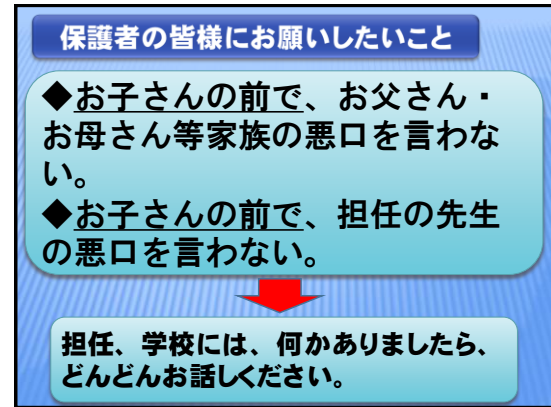 保護者の皆様にお願いしたいこと
◆お子さんの前で、お父さん・
お母さん等家族の悪口を言わな
い。
◆お子さんの前で、担任の先生
の悪口を言わない。
担任、学校には、何かありましたら、
どんどんお話しください。